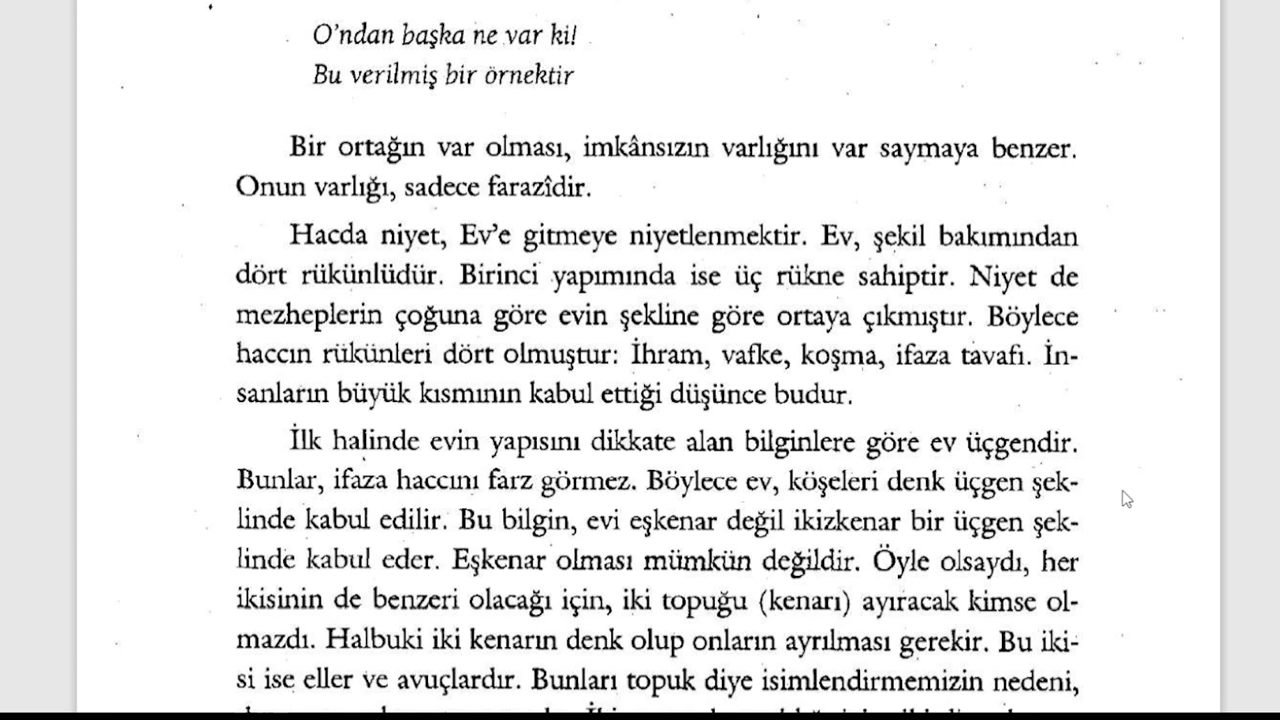 O'ndan başka ne var ki!
Bu verilmiş bir örnektir
Bir ortağın var olması, imkânsızın varlığını var saymaya benzer.
Onun varlığı, sadece farazîdir.
Hacda niyet, Ev'e gitmeye niyetlenmektir. Ev, şekil bakımından
dört rükünlüdür. Birinci yapımında ise üç rükne sahiptir. Niyet de
mezheplerin çoğuna göre evin şekline göre ortaya çıkmıştır. Böylece
haccın rükünleri dört olmuştur: İhram, vafke, koşma, ifaza tavafı. İn-
sanların büyük kısmının kabul ettiği düşünce budur.
İlk halinde evin yapısını dikkate alan bilginlere göre ev üçgendir.
Bunlar, ifaza haccını farz görmez. Böylece ev, köşeleri denk üçgen şek-
linde kabul edilir. Bu bilgin, evi eşkenar değil ikizkenar bir üçgen şek-
linde kabul eder. Eşkenar olması mümkün değildir. Öyle olsaydı, her
ikisinin de benzeri olacağı için, iki topuğu (kenarı) ayıracak kimse ol-
mazdı. Halbuki iki kenarın denk olup onların ayrılması gerekir. Bu iki-
si ise eller ve avuçlardır. Bunları topuk diye isimlendirmemizin nedeni,